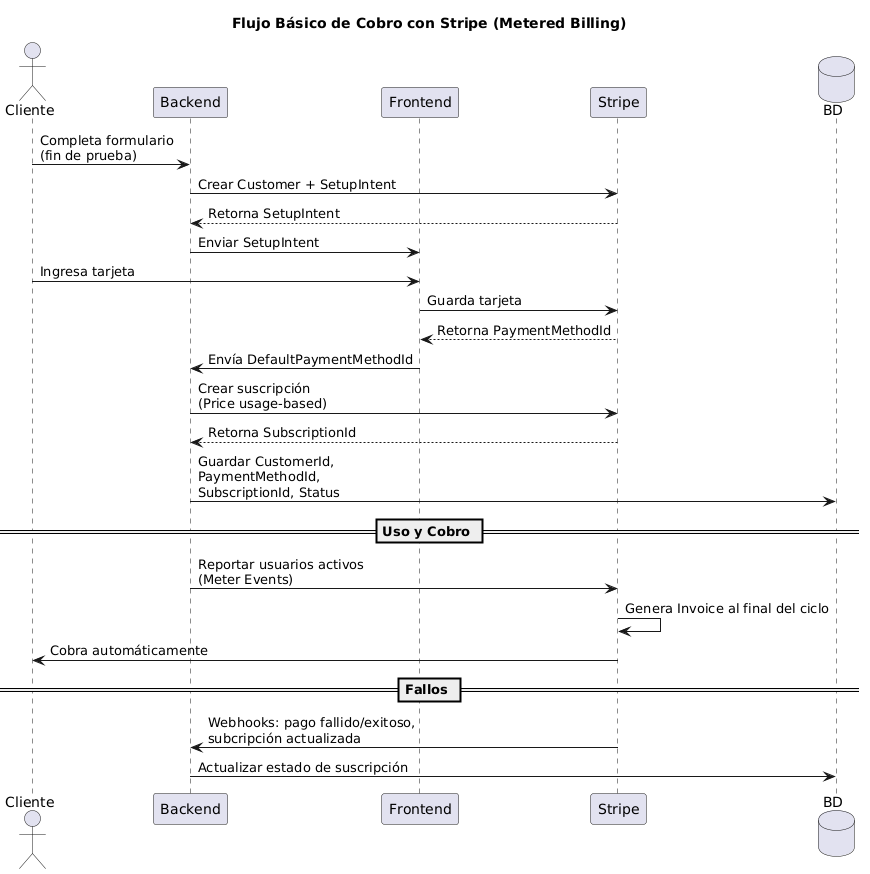 Flujo Básico de Cobro con Stripe (Metered Billing)
Cliente
Backend
Frontend
Stripe
BD
Completa formulario
(fin de prueba)
Crear Customer + SetupIntent
Retorna SetupIntent
Enviar SetupIntent
Ingresa tarjeta
Guarda tarjeta
Retorna PaymentMethodId
Envía DefaultPaymentMethodId
Crear suscripción
(Price usage-based)
Retorna SubscriptionId
Guardar CustomerId,
PaymentMethodId,
SubscriptionId, Status
Uso y Cobro
Reportar usuarios activos
(Meter Events)
Genera Invoice al final del ciclo
Cobra automáticamente
Fallos
Webhooks: pago fallido/exitoso,
subcripción actualizada
Actualizar estado de suscripción
Cliente
Backend
Frontend
Stripe
BD